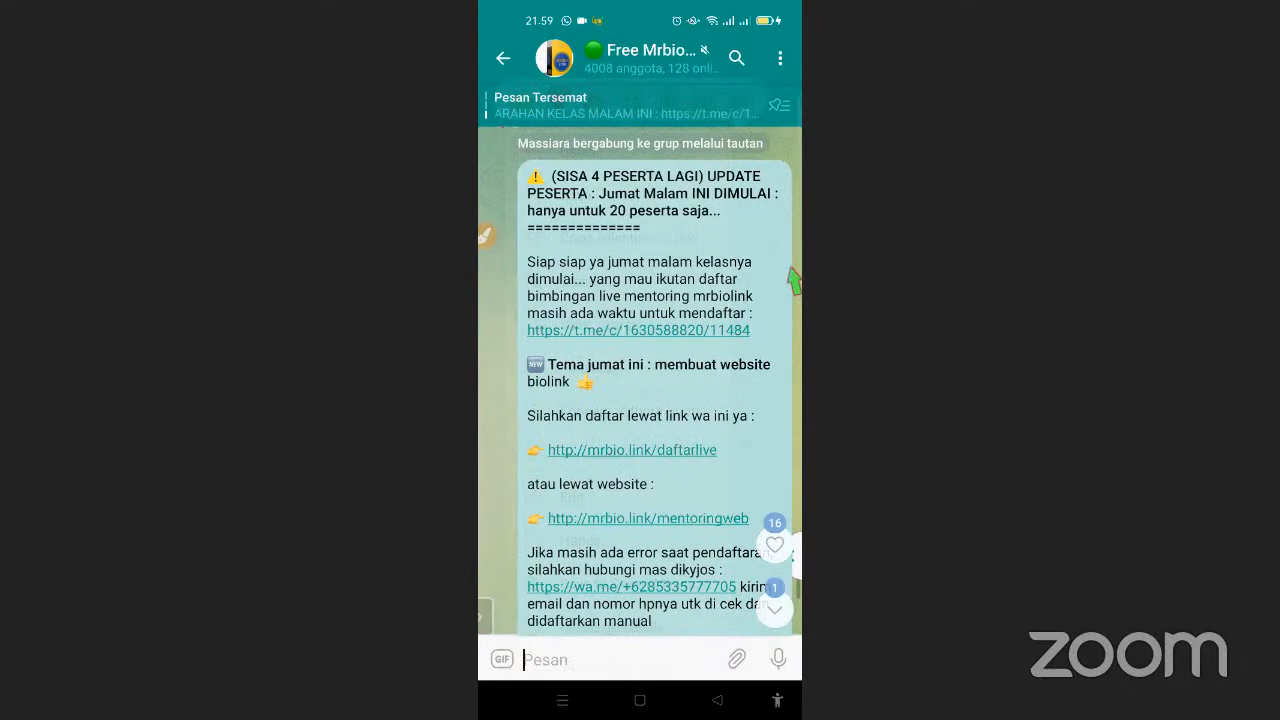 21.59
Free Mrbio...
4008 anggota, 128 onli...
Pesan Tersemat
ARAHAN KELAS MALAM INI : https://t.me/c/1...
Massiara bergabung ke grup melalui tautan
(SISA 4 PESERTA LAGI) UPDATE
PESERTA : Jumat Malam INI DIMULAI :
hanya untuk 20 peserta saja...
==============
Siap siap ya jumat malam kelasnya
dimulai... yang mau ikutan daftar
bimbingan live mentoring mrbiolink
masih ada waktu untuk mendaftar :
https://t.me/c/1630588820/11484
NEW Tema jumat ini : membuat website
biolink
Silahkan daftar lewat link wa ini ya :
http://mrbio.link/daftarlive
atau lewat website :
Edit
http://mrbio.link/mentoringweb
16
Hapus
Jika masih ada error saat pendaftaran,
silahkan hubungi mas dikyjos :
https://wa.me/+6285335777705 kirim
1
email dan nomor hpnya utk di cek dan
didaftarkan manual
GIF
Pesan
zoom